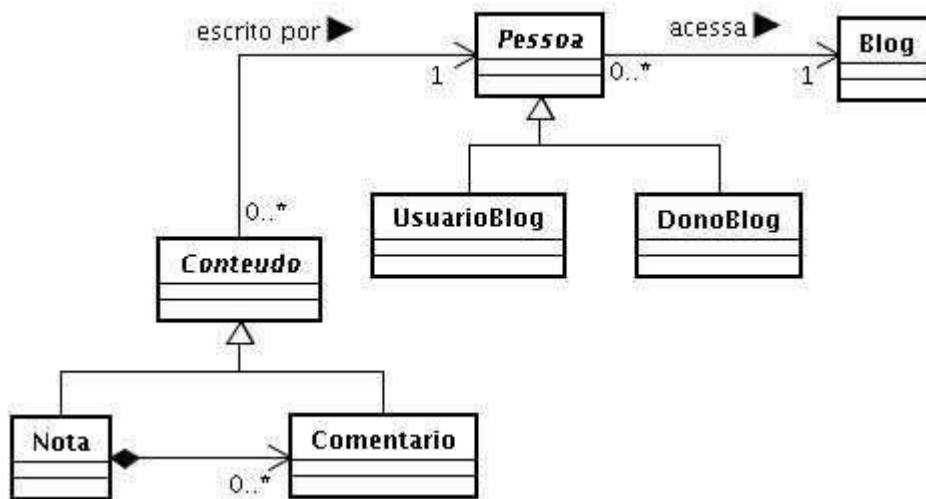 escrito por
Pessoa
acessa
Blog
1
0..*
1
UsuarioBlog
DonoBlog
0..*
Conteudo
Nota
Comentario
0..*